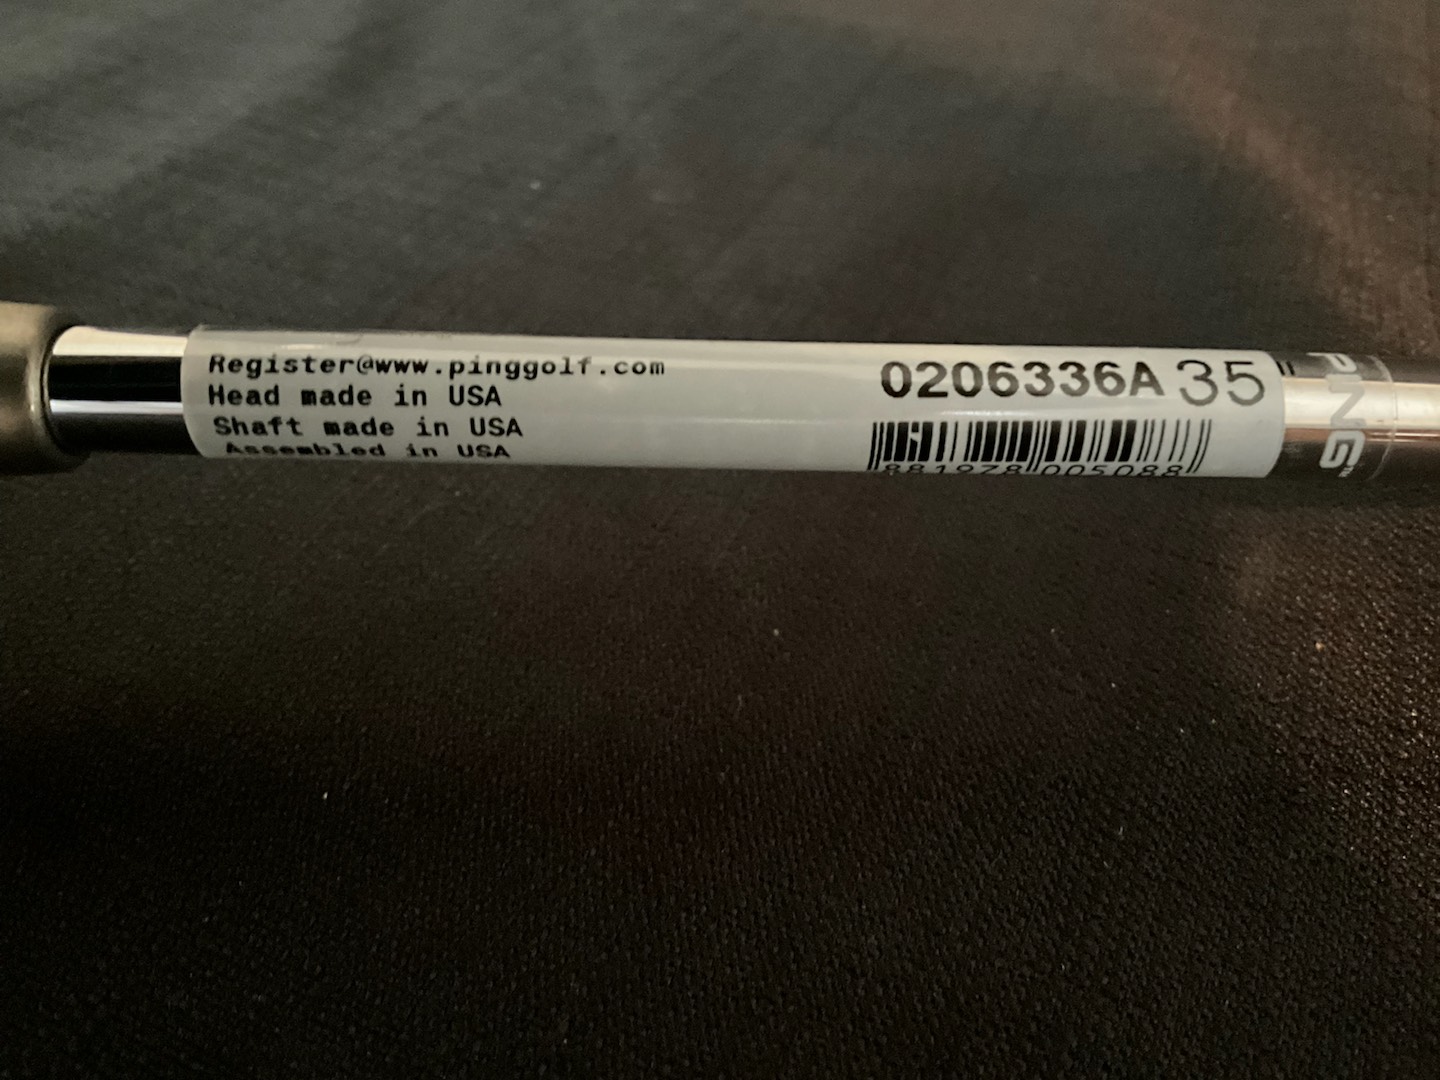 Register@www.pinggolf.com
Head made in USA
Shaft made in USA
Assembled in USA
0206336A 35
881978 005088
PING